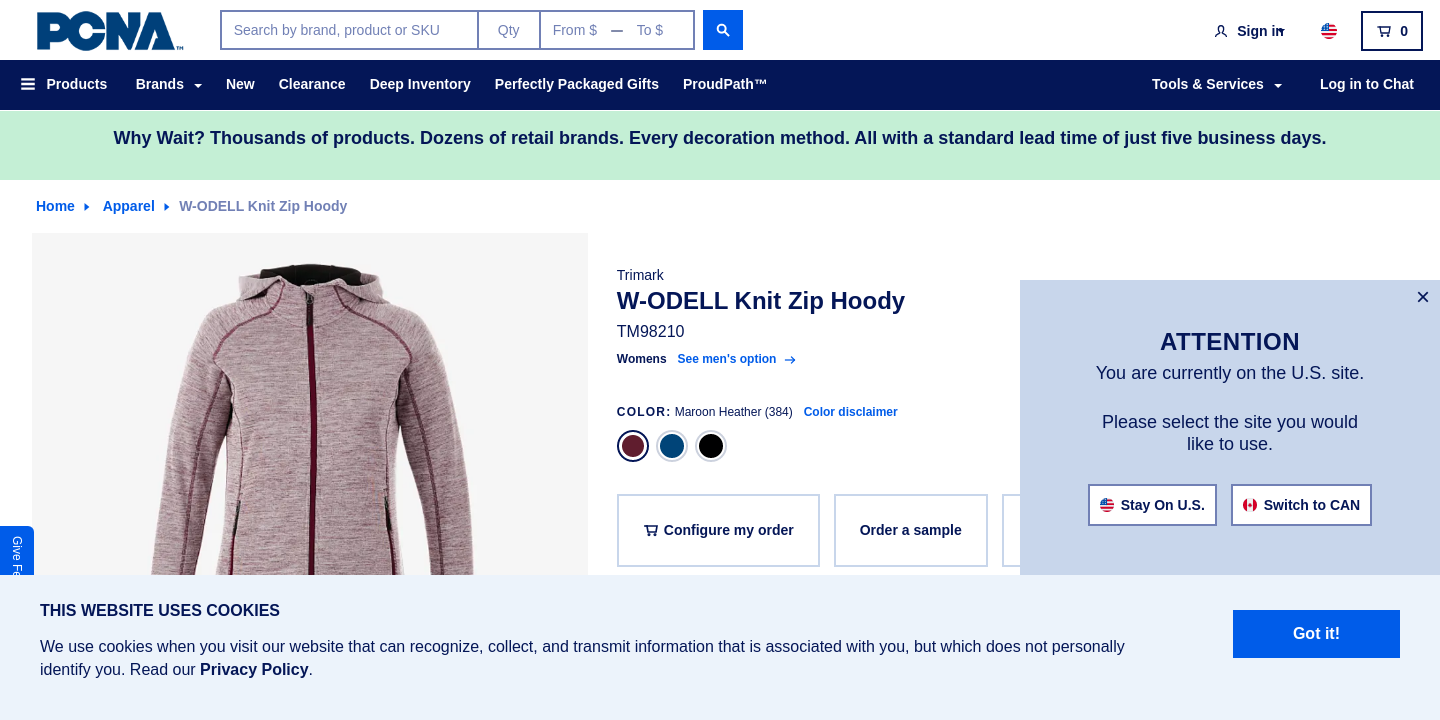 PCNA™
Search by brand, product or SKU
Qty
From $ — To $
Sign in
0
Products
Brands
New
Clearance
Deep Inventory
Perfectly Packaged Gifts
ProudPath™
Tools & Services
Log in to Chat
Why Wait? Thousands of products. Dozens of retail brands. Every decoration method. All with a standard lead time of just five business days.
Home
Apparel
W-ODELL Knit Zip Hoody
Trimark
W-ODELL Knit Zip Hoody
TM98210
Womens See men's option
COLOR: Maroon Heather (384) Color disclaimer
Configure my order
Order a sample
×
ATTENTION
You are currently on the U.S. site.
Please select the site you would
like to use.
Stay On U.S.
Switch to CAN
Give
THIS WEBSITE USES COOKIES
We use cookies when you visit our website that can recognize, collect, and transmit information that is associated with you, but which does not personally
identify you. Read our Privacy Policy.
Got it!